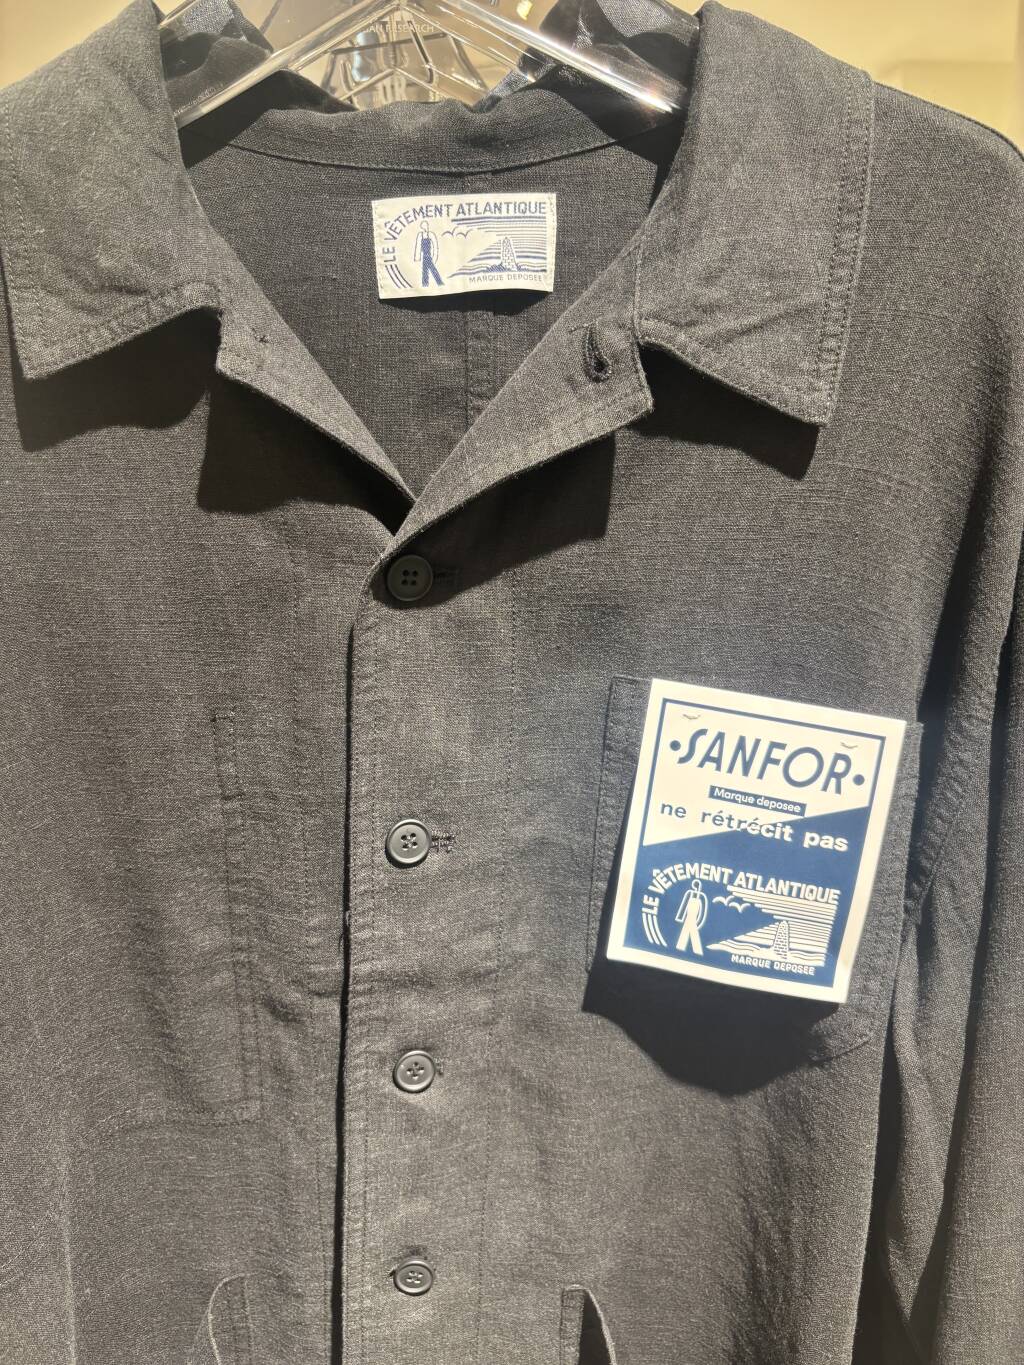 LE VÊTEMENT ATLANTIQUE
MARQUE DEPOSEE
•SANFOR•
Marque deposee
ne rétrécit pas
LE VÊTEMENT ATLANTIQUE
MARQUE DEPOSEE